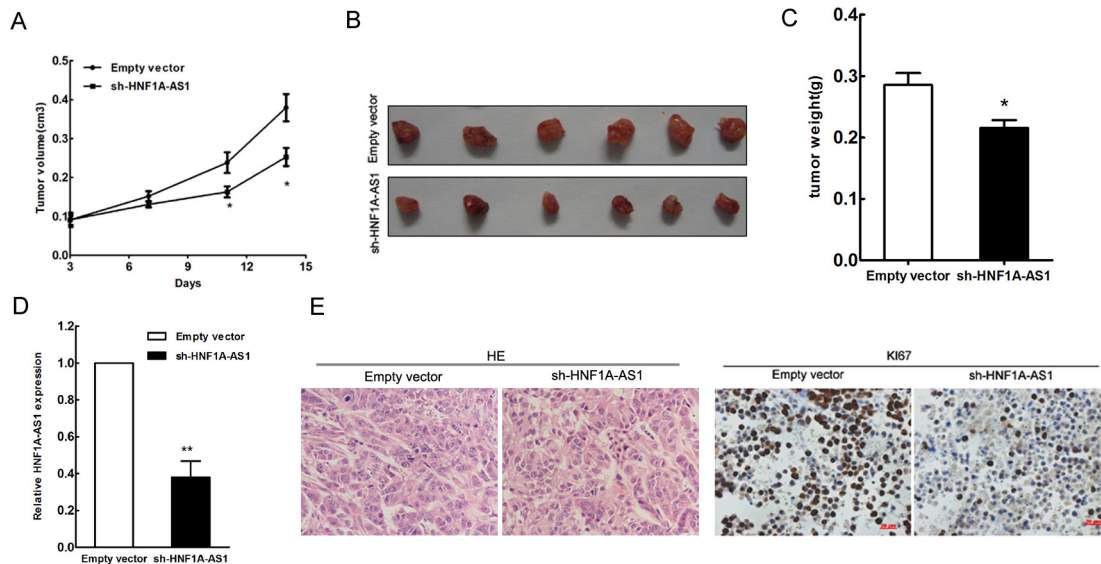 A
Tumor volume(cm3)
0.5
0.4
0.3
0.2
0.1
0.0
Empty vector
sh-HNF1A-AS1
*
*
3
6
9
12
15
Days
B
Empty vector
sh-HNF1A-AS1
C
tumor weight(g)
0.4
0.3
0.2
0.1
0.0
*
Empty vector sh-HNF1A-AS1
D
Relative HNF1A-AS1 expression
1.2
1.0
0.8
0.6
0.4
0.2
0.0
Empty vector
sh-HNF1A-AS1
**
Empty vector sh-HNF1A-AS1
E
HE
Empty vector sh-HNF1A-AS1
KI67
Empty vector sh-HNF1A-AS1